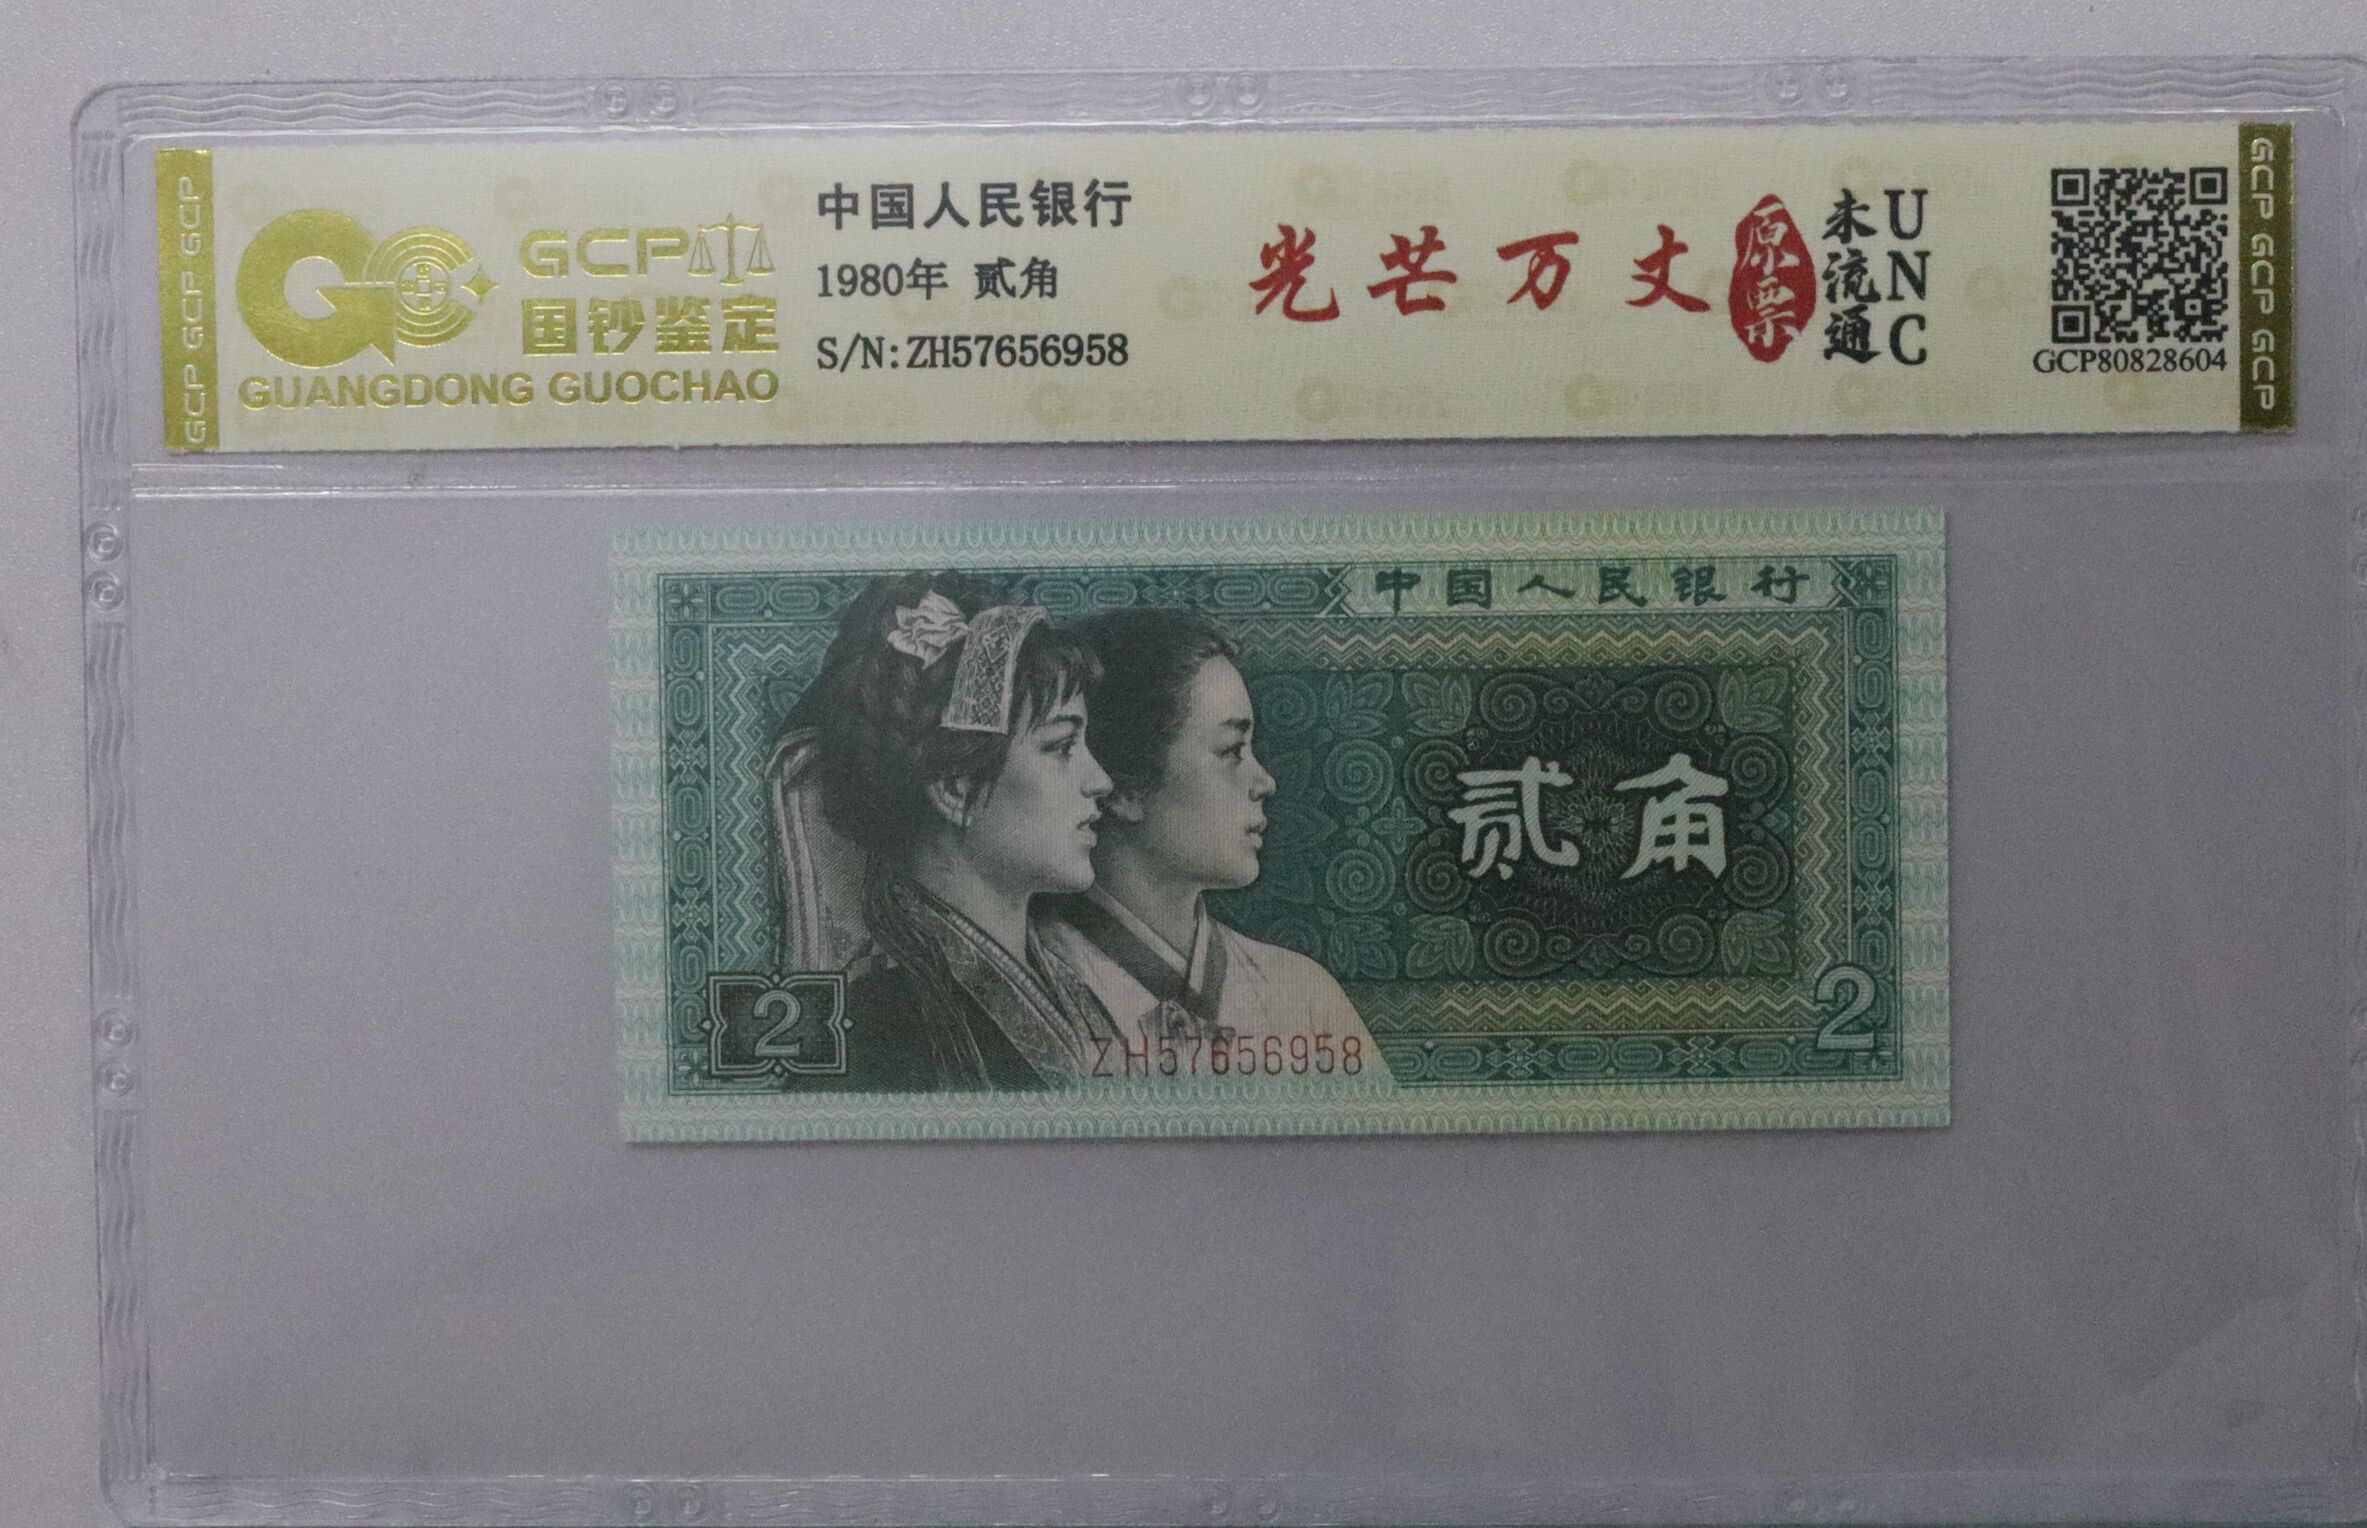 GCP GCP GCP
GCP
国钞鉴定
GUANGDONG GUOCHAO
中国人民银行
1980年 贰角
S/N:ZH57656958
光芒万丈
原票
未流通
UNC
GCP80828604
GCP GCP GCP
中国人民银行
贰角
2
ZH57656958
2